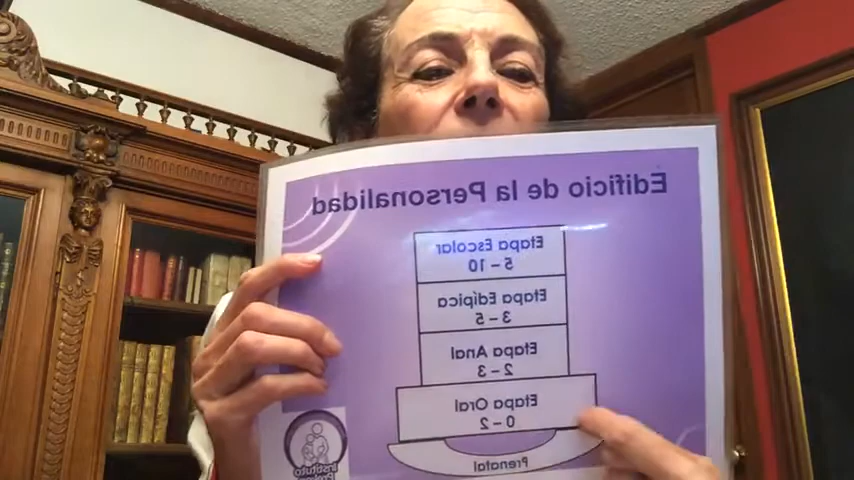 Edificio de la Personalidad
Etapa Escolar
5 – 10
Etapa Edípica
3 – 5
Etapa Anal
2 – 3
Etapa Oral
0 – 2
Prenatal
Instituto